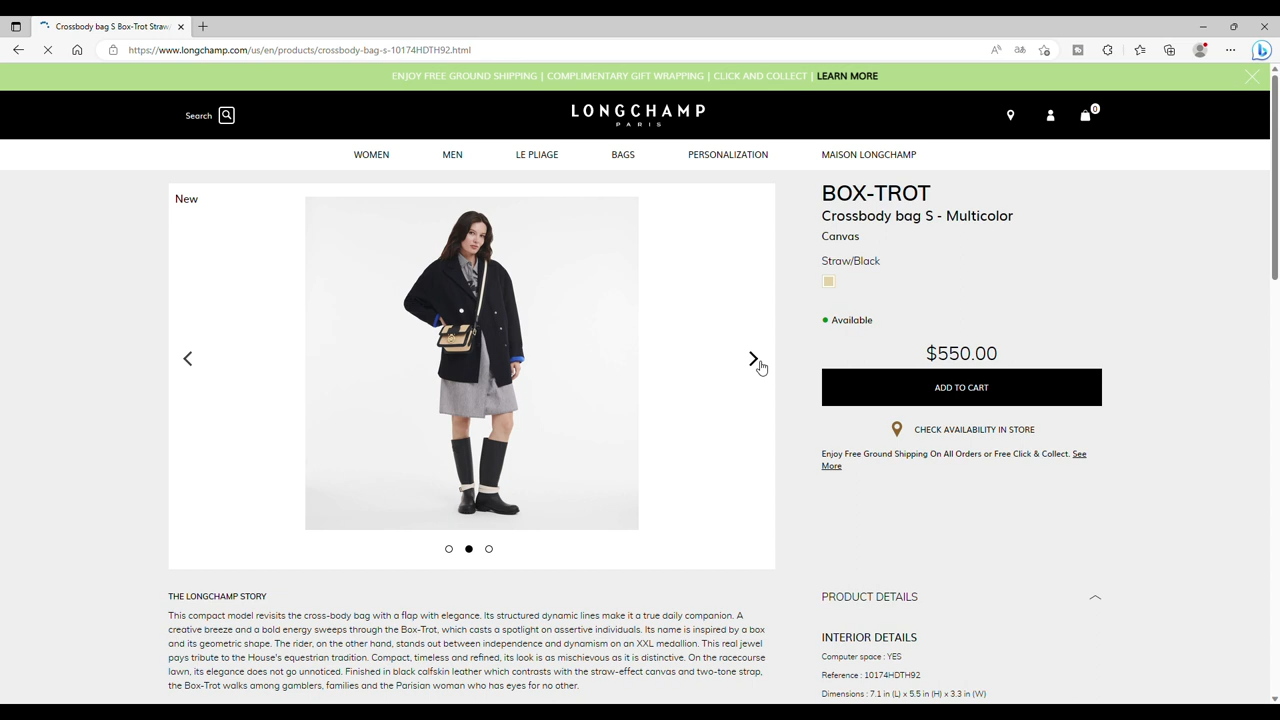 Crossbody bag S Box-Trot Straw/
https://www.longchamp.com/us/en/products/crossbody-bag-s-10174HDTH92.html
ENJOY FREE GROUND SHIPPING | COMPLIMENTARY GIFT WRAPPING | CLICK AND COLLECT | LEARN MORE
Search
LONGCHAMP
PARIS
0
WOMEN MEN LE PLIAGE BAGS PERSONALIZATION MAISON LONGCHAMP
New
BOX-TROT
Crossbody bag S - Multicolor
Canvas
Straw/Black
Available
$550.00
ADD TO CART
CHECK AVAILABILITY IN STORE
Enjoy Free Ground Shipping On All Orders or Free Click & Collect. See
More
THE LONGCHAMP STORY
This compact model revisits the cross-body bag with a flap with elegance. Its structured dynamic lines make it a true daily companion. A
creative breeze and a bold energy sweeps through the Box-Trot, which casts a spotlight on assertive individuals. Its name is inspired by a box
and its geometric shape. The rider, on the other hand, stands out between independence and dynamism on an XXL medallion. This real jewel
pays tribute to the House's equestrian tradition. Compact, timeless and refined, its look is as mischievous as it is distinctive. On the racecourse
lawn, its elegance does not go unnoticed. Finished in black calfskin leather which contrasts with the straw-effect canvas and two-tone strap,
the Box-Trot walks among gamblers, families and the Parisian woman who has eyes for no other.
PRODUCT DETAILS
INTERIOR DETAILS
Computer space : YES
Reference : 10174HDTH92
Dimensions : 7.1 in (L) x 5.5 in (H) x 3.3 in (W)